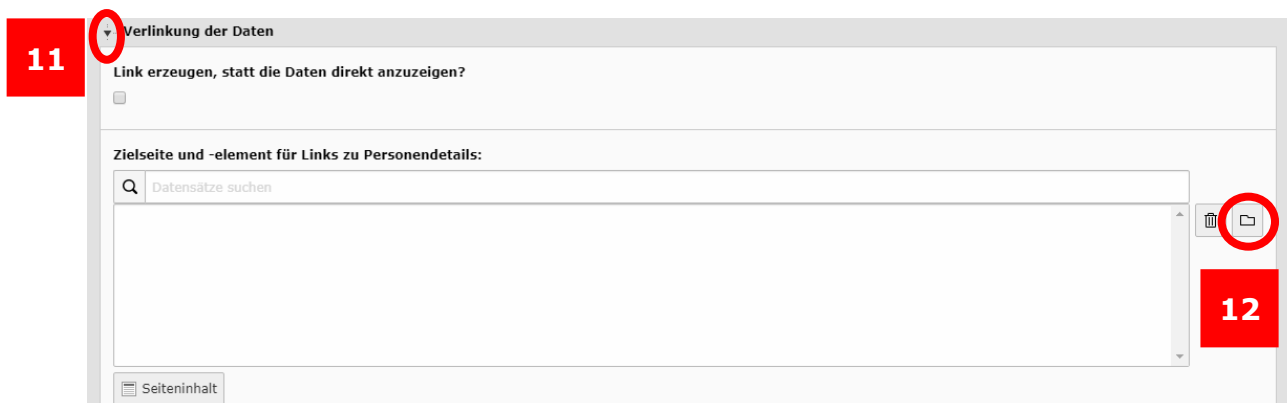 11
Verlinkung der Daten
Link erzeugen, statt die Daten direkt anzuzeigen?
Zielseite und -element für Links zu Personendetails:
Datensätze suchen
12
Seiteninhalt